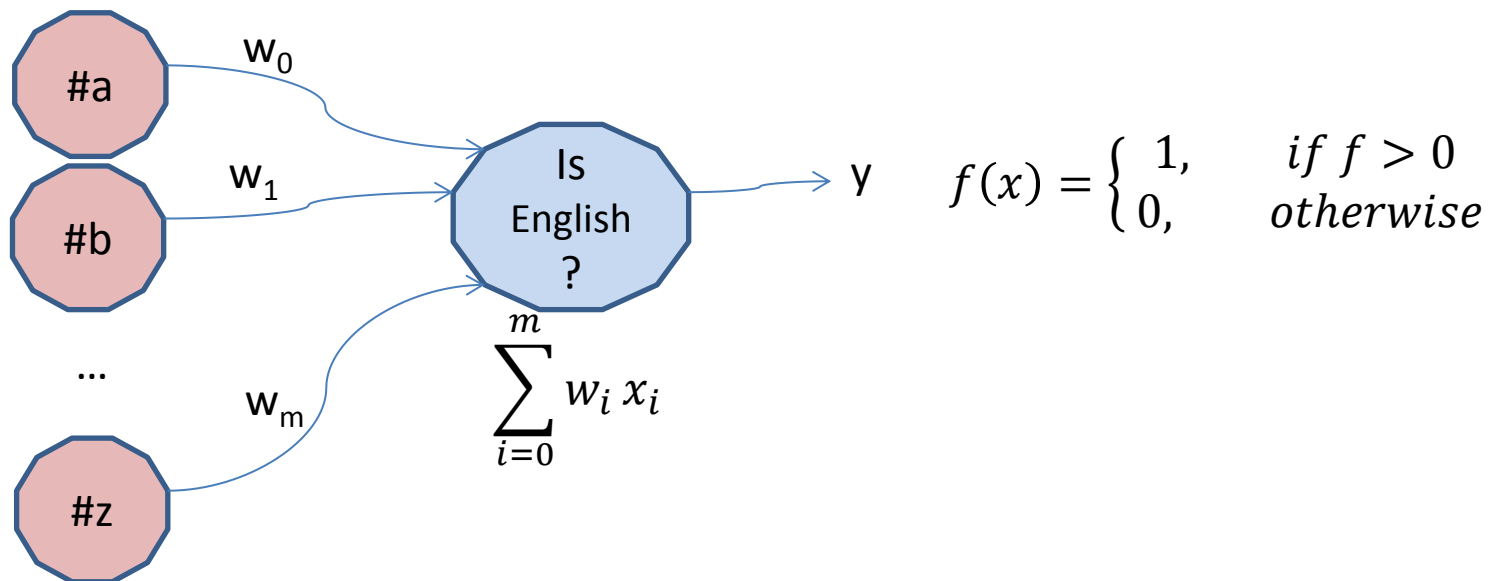 #a
w₀
#b
w₁
...
#z
wₘ
Is
English
?
m
∑ wᵢ xᵢ
i=0
y
f(x) = { 1, if f > 0
0, otherwise